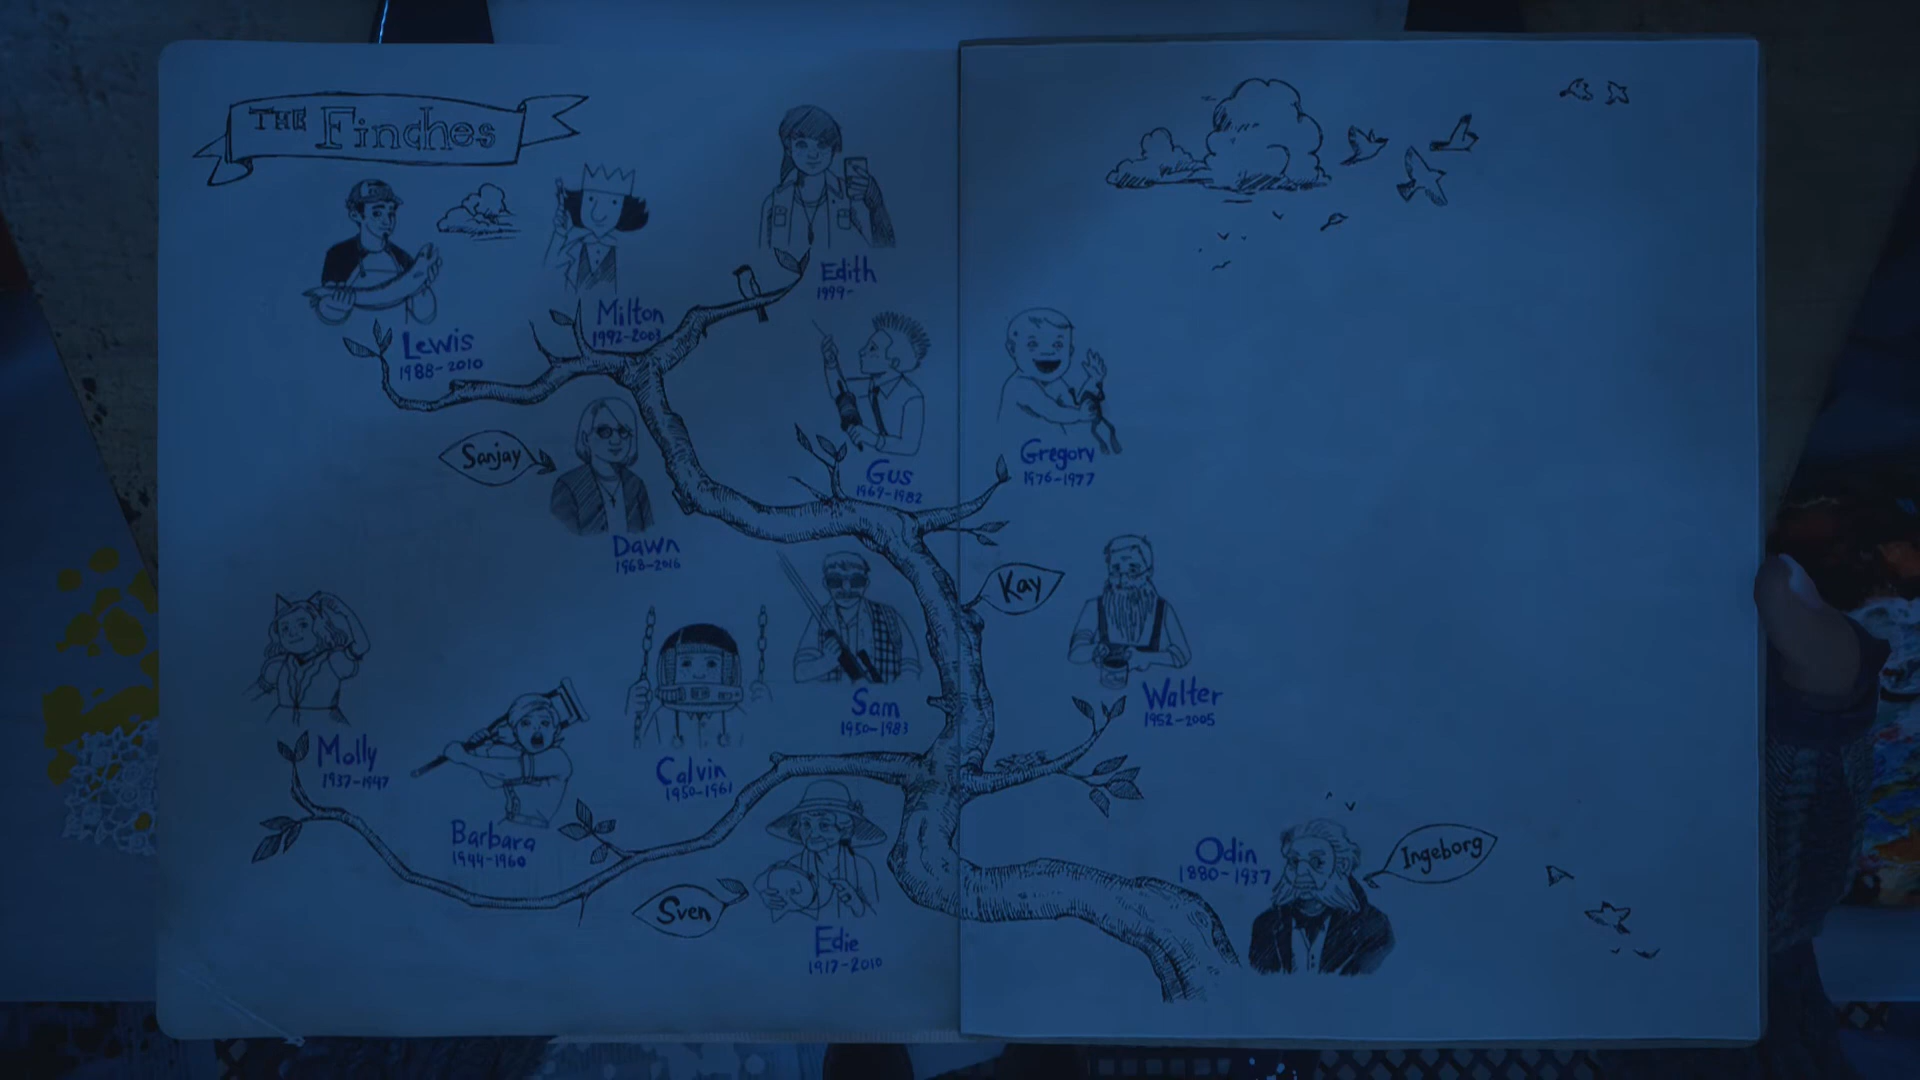 THE Finches
Edith
1999-
Milton
1992-2003
Lewis
1988-2010
Sanjay
Gus
1969-1982
Gregory
1976-1977
Dawn
1968-2016
Kay
Sam
1950-1983
Walter
1952-2005
Molly
1937-1947
Calvin
1950-1961
Barbara
1944-1960
Sven
Edie
1917-2010
Odin
1880-1937
Ingeborg